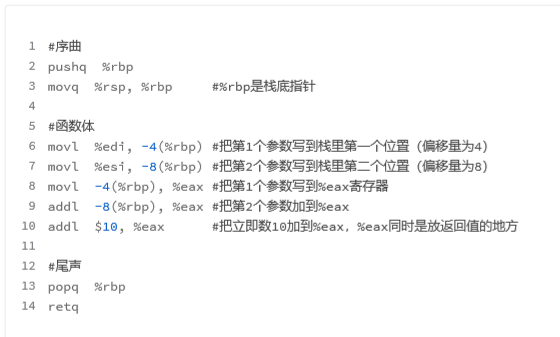 1 #序曲
2 pushq %rbp
3 movq %rsp, %rbp #%rbp是栈底指针
4
5 #函数体
6 movl %edi, -4(%rbp) #把第1个参数写到栈里第一个位置（偏移量为4）
7 movl %esi, -8(%rbp) #把第2个参数写到栈里第二个位置（偏移量为8）
8 movl -4(%rbp), %eax #把第1个参数写到%eax寄存器
9 addl -8(%rbp), %eax #把第2个参数加到%eax
10 addl $10, %eax #把立即数10加到%eax，%eax同时是放返回值的地方
11
12 #尾声
13 popq %rbp
14 retq